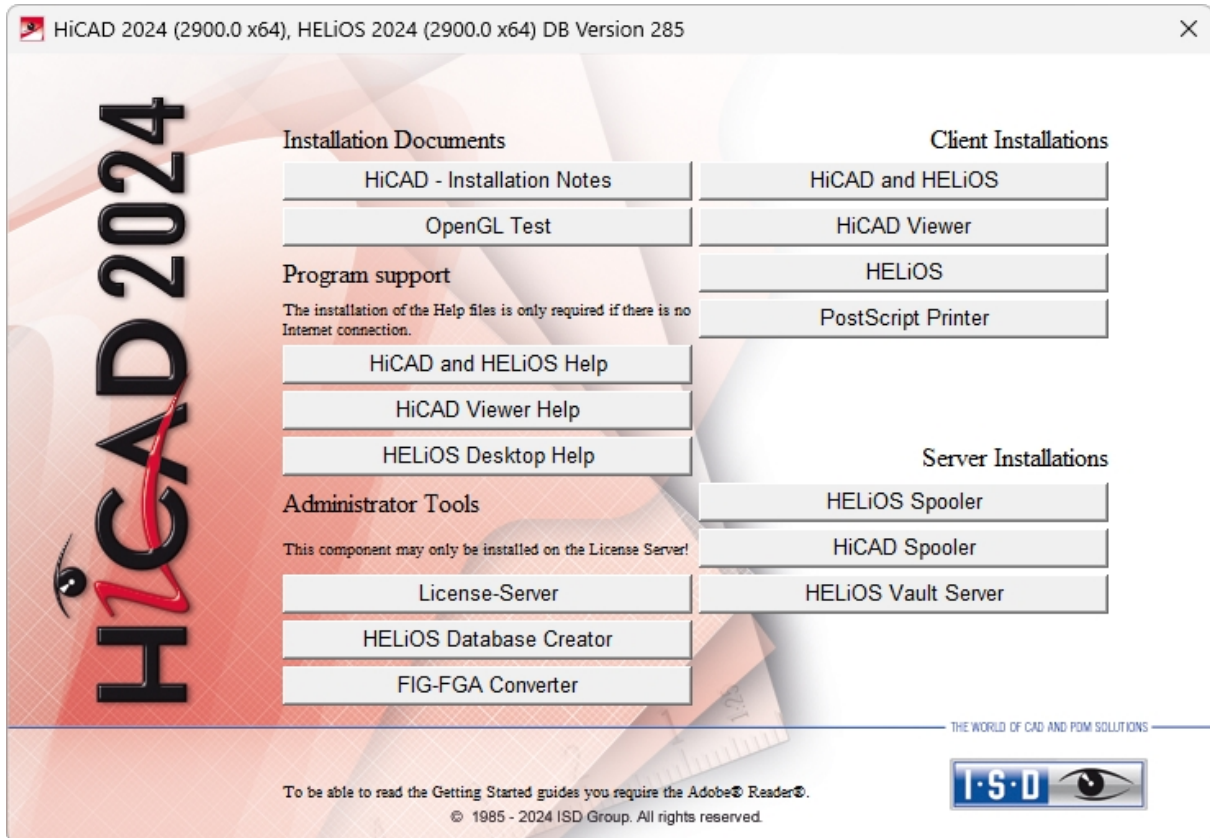 HiCAD 2024 (2900.0 x64), HELiOS 2024 (2900.0 x64) DB Version 285
HiCAD 2024
Installation Documents
HiCAD - Installation Notes
OpenGL Test
Program support
The installation of the Help files is only required if there is no
Internet connection.
HiCAD and HELiOS Help
HiCAD Viewer Help
HELiOS Desktop Help
Administrator Tools
This component may only be installed on the License Server!
License-Server
HELiOS Database Creator
FIG-FGA Converter
Client Installations
HiCAD and HELiOS
HiCAD Viewer
HELiOS
PostScript Printer
Server Installations
HELiOS Spooler
HiCAD Spooler
HELiOS Vault Server
THE WORLD OF CAD AND PDM SOLUTIONS
I·S·D
To be able to read the Getting Started guides you require the Adobe® Reader®.
© 1985 - 2024 ISD Group. All rights reserved.